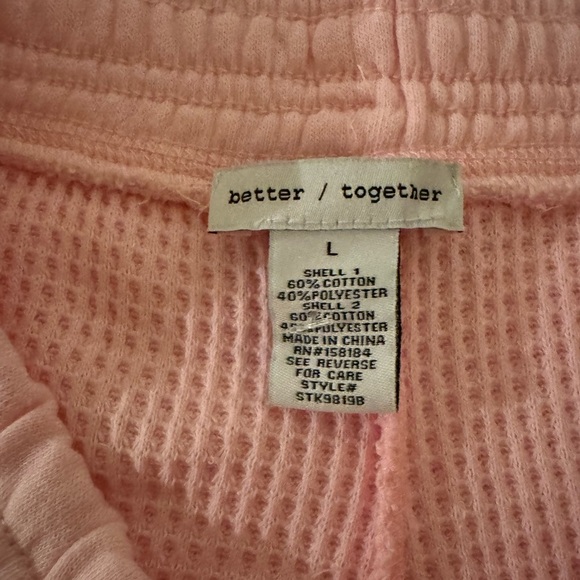 better / together
L
SHELL 1
60% COTTON
40% POLYESTER
SHELL 2
60% COTTON
POLYESTER
MADE IN CHINA
RN#158184
SEE REVERSE
FOR CARE
STYLE#
STK9819B